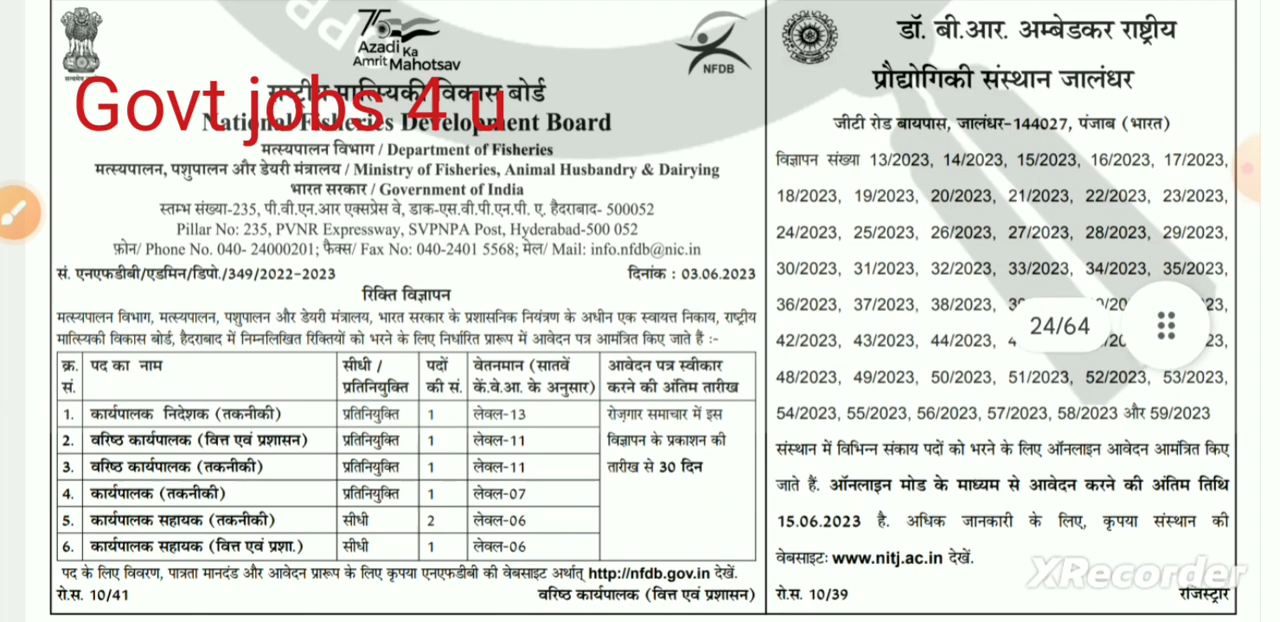 सत्यमेव जयते
75
Azadi Ka
Amrit Mahotsav
NFDB
Govt jobs 4 u
राष्ट्रीय मात्स्यिकी विकास बोर्ड
National Fisheries Development Board
मत्स्यपालन विभाग / Department of Fisheries
मत्स्यपालन, पशुपालन और डेयरी मंत्रालय / Ministry of Fisheries, Animal Husbandry & Dairying
भारत सरकार / Government of India
स्तम्भ संख्या-235, पी.वी.एन.आर एक्सप्रेस वे, डाक-एस.वी.पी.एन.पी. ए. हैदराबाद- 500052
Pillar No: 235, PVNR Expressway, SVPNPA Post, Hyderabad-500 052
फ़ोन/ Phone No. 040- 24000201; फैक्स/ Fax No: 040-2401 5568; मेल/ Mail: info.nfdb@nic.in
सं. एनएफडीबी/एडमिन/डिपो./349/2022-2023 दिनांक : 03.06.2023
रिक्ति विज्ञापन
मत्स्यपालन विभाग, मत्स्यपालन, पशुपालन और डेयरी मंत्रालय, भारत सरकार के प्रशासनिक नियंत्रण के अधीन एक स्वायत्त निकाय, राष्ट्रीय
मात्स्यिकी विकास बोर्ड, हैदराबाद में निम्नलिखित रिक्तियों को भरने के लिए निर्धारित प्रारूप में आवेदन पत्र आमंत्रित किए जाते हैं :-
क्र. पद का नाम सीधी / पदों वेतनमान (सातवें आवेदन पत्र स्वीकार
सं. प्रतिनियुक्ति की सं. कें.वे.आ. के अनुसार) करने की अंतिम तारीख
1. कार्यपालक निदेशक (तकनीकी) प्रतिनियुक्ति 1 लेवल-13 रोज़गार समाचार में इस
2. वरिष्ठ कार्यपालक (वित्त एवं प्रशासन) प्रतिनियुक्ति 1 लेवल-11 विज्ञापन के प्रकाशन की
3. वरिष्ठ कार्यपालक (तकनीकी) प्रतिनियुक्ति 1 लेवल-11 तारीख से 30 दिन
4. कार्यपालक (तकनीकी) प्रतिनियुक्ति 1 लेवल-07
5. कार्यपालक सहायक (तकनीकी) सीधी 2 लेवल-06
6. कार्यपालक सहायक (वित्त एवं प्रशा.) सीधी 1 लेवल-06
पद के लिए विवरण, पात्रता मानदंड और आवेदन प्रारूप के लिए कृपया एनएफडीबी की वेबसाइट अर्थात् http://nfdb.gov.in देखें.
रो.स. 10/41 वरिष्ठ कार्यपालक (वित्त एवं प्रशासन)
डॉ. बी.आर. अम्बेडकर राष्ट्रीय
प्रौद्योगिकी संस्थान जालंधर
जीटी रोड बायपास, जालंधर-144027, पंजाब (भारत)
विज्ञापन संख्या 13/2023, 14/2023, 15/2023, 16/2023, 17/2023,
18/2023, 19/2023, 20/2023, 21/2023, 22/2023, 23/2023,
24/2023, 25/2023, 26/2023, 27/2023, 28/2023, 29/2023,
30/2023, 31/2023, 32/2023, 33/2023, 34/2023, 35/2023,
36/2023, 37/2023, 38/2023,
24/64
42/2023, 43/2023, 44/2023,
48/2023, 49/2023, 50/2023, 51/2023, 52/2023, 53/2023,
54/2023, 55/2023, 56/2023, 57/2023, 58/2023 और 59/2023
संस्थान में विभिन्न संकाय पदों को भरने के लिए ऑनलाइन आवेदन आमंत्रित किए
जाते हैं. ऑनलाइन मोड के माध्यम से आवेदन करने की अंतिम तिथि
15.06.2023 है. अधिक जानकारी के लिए, कृपया संस्थान की
वेबसाइटः www.nitj.ac.in देखें.
XRecorder
रो.स. 10/39 रजिस्ट्रार